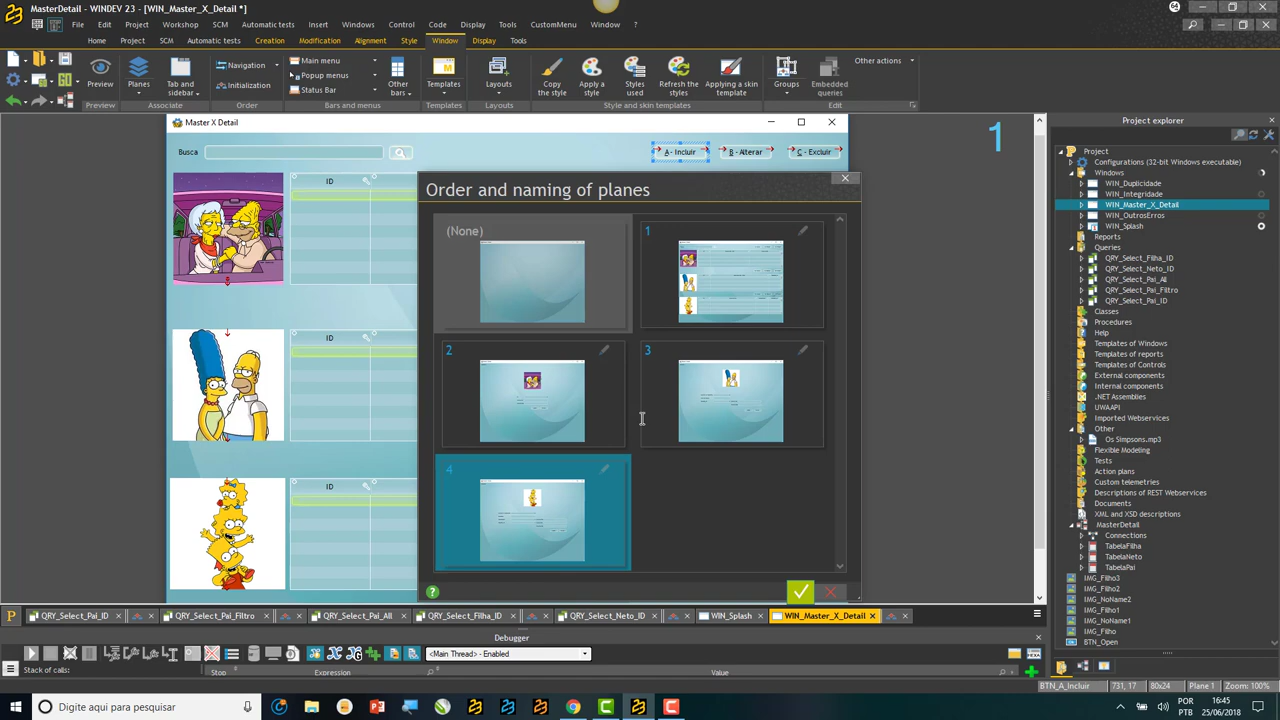 MasterDetail - WINDEV 23 - [WIN_Master_X_Detail *]
File Edit Project Workshop SCM Automatic tests Insert Windows Control Code Display Tools CustomMenu Window
Home Project SCM Automatic tests Creation Modification Alignment Style Window Display Tools
Preview Planes Tab and sidebar Navigation Initialization Main menu Popup menus Status Bar Other bars Templates Layouts Copy the style Apply a style Styles used Refresh the styles Applying a skin template Groups Embedded queries Other actions
Preview Associate Order Bars and menus Templates Layouts Style and skin templates Edit
Master X Detail
1
Busca
A - Incluir B - Alterar C - Excluir
ID
ID
ID
Order and naming of planes
(None) 1
2 3
4
Project explorer
Project
Configurations (32-bit Windows executable)
Windows
WIN_Duplicidade
WIN_Integridade
WIN_Master_X_Detail
WIN_OutrosErros
WIN_Splash
Reports
Queries
QRY_Select_Filha_ID
QRY_Select_Neto_ID
QRY_Select_Pai_All
QRY_Select_Pai_Filtro
QRY_Select_Pai_ID
Classes
Procedures
Help
Templates of Windows
Templates of reports
Templates of Controls
External components
Internal components
.NET Assemblies
UWAAPI
Imported Webservices
Other
Os Simpsons.mp3
Flexible Modeling
Tests
Action plans
Custom telemetries
Descriptions of REST Webservices
Documents
XML and XSD descriptions
MasterDetail
Connections
TabelaFilha
TabelaNeto
TabelaPai
IMG_Filho3
IMG_Filho2
IMG_NoName2
IMG_Filho1
IMG_NoName1
IMG_Filho
BTN_Open
QRY_Select_Pai_ID QRY_Select_Pai_Filtro QRY_Select_Pai_All QRY_Select_Filha_ID QRY_Select_Neto_ID WIN_Splash WIN_Master_X_Detail
Debugger
<Main Thread> - Enabled
Stack of calls: Stop Expression Value
BTN_A_Incluir 731, 17 80x24 Plane 1 Zoom: 100%
Digite aqui para pesquisar
POR
PTB
16:45
25/06/2018